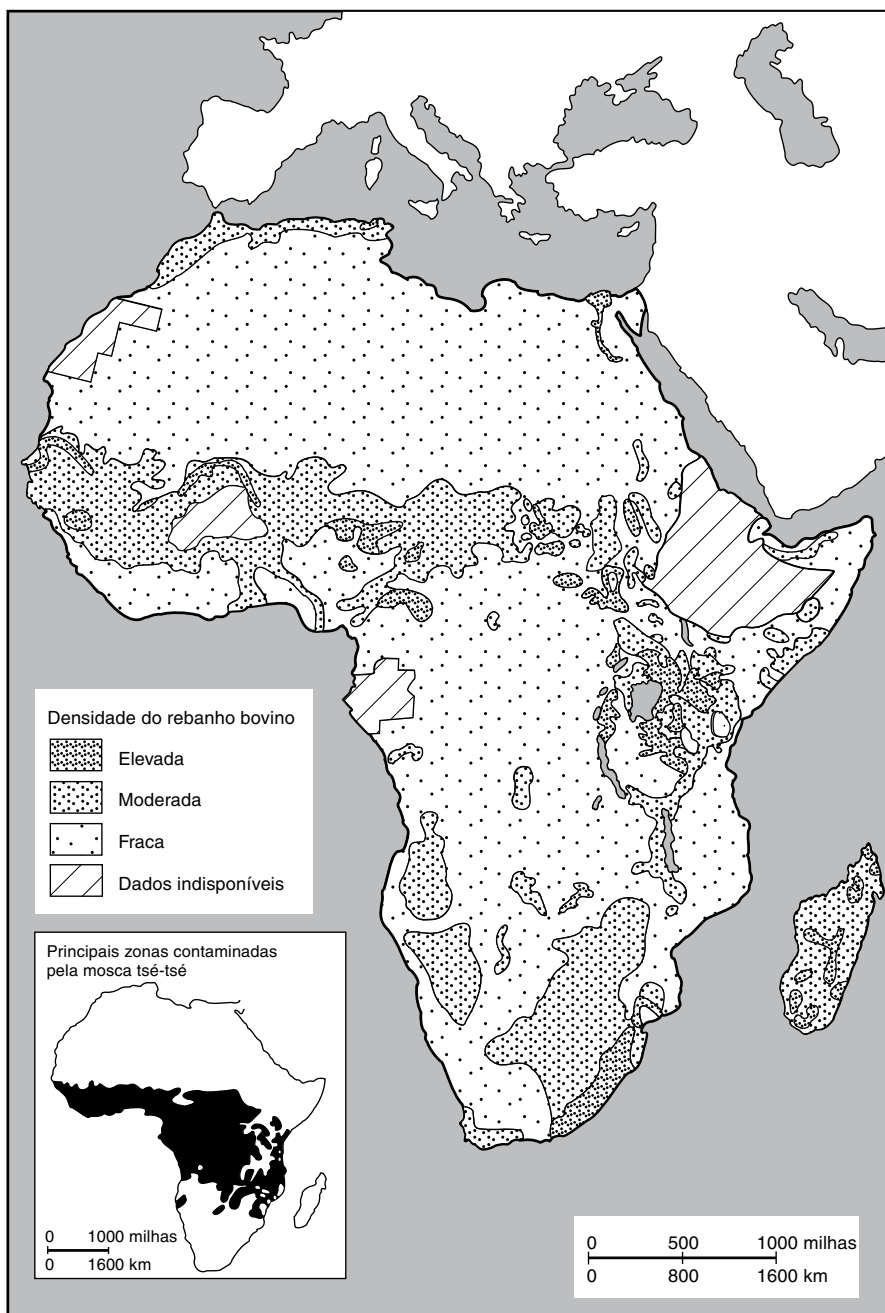 Densidade do rebanho bovino
Elevada
Moderada
Fraca
Dados indisponíveis
Principais zonas contaminadas
pela mosca tsé-tsé
0 1000 milhas
0 1600 km
0 500 1000 milhas
0 800 1600 km